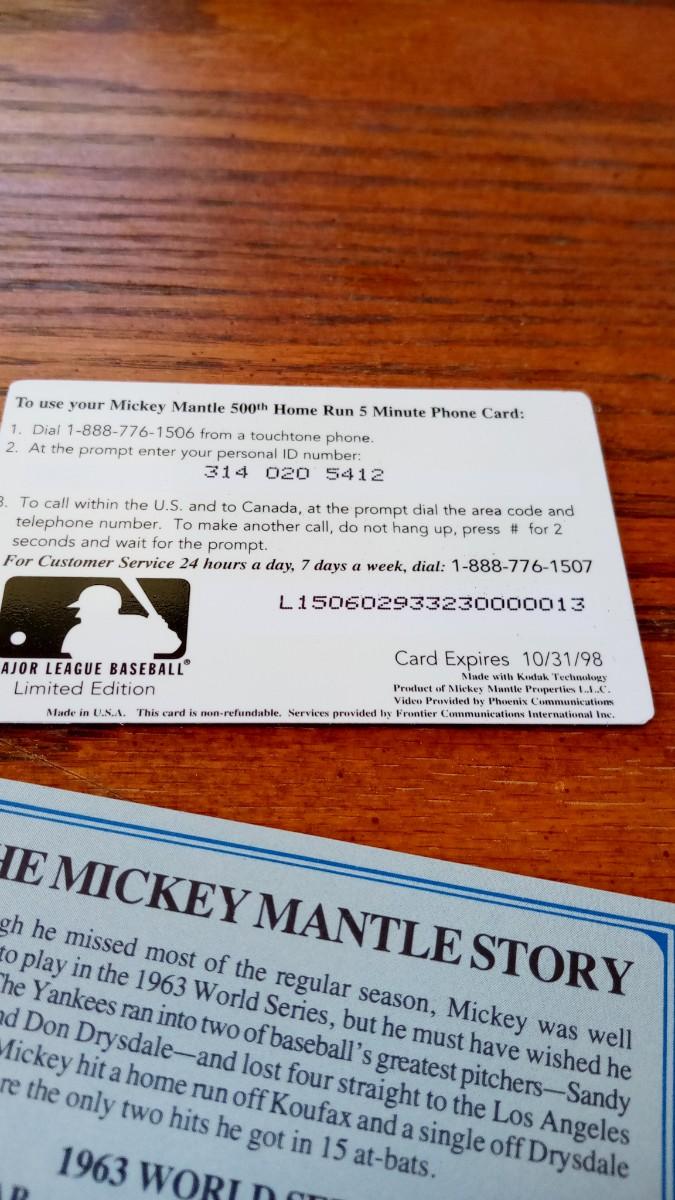 To use your Mickey Mantle 500th Home Run 5 Minute Phone Card:
1. Dial 1-888-776-1506 from a touchtone phone.
2. At the prompt enter your personal ID number:
314 020 5412
3. To call within the U.S. and to Canada, at the prompt dial the area code and
telephone number. To make another call, do not hang up, press # for 2
seconds and wait for the prompt.
For Customer Service 24 hours a day, 7 days a week, dial: 1-888-776-1507
L150602933230000013
AJOR LEAGUE BASEBALL®
Limited Edition
Card Expires 10/31/98
Made with Kodak Technology
Product of Mickey Mantle Properties L.L.C.
Video Provided by Phoenix Communications
Made in U.S.A. This card is non-refundable. Services provided by Frontier Communications International Inc.
HE MICKEY MANTLE STORY
gh he missed most of the regular season, Mickey was well
to play in the 1963 World Series, but he must have wished he
The Yankees ran into two of baseball's greatest pitchers—Sandy
nd Don Drysdale—and lost four straight to the Los Angeles
Mickey hit a home run off Koufax and a single off Drysdale
re the only two hits he got in 15 at-bats.
1963 WORLD SE